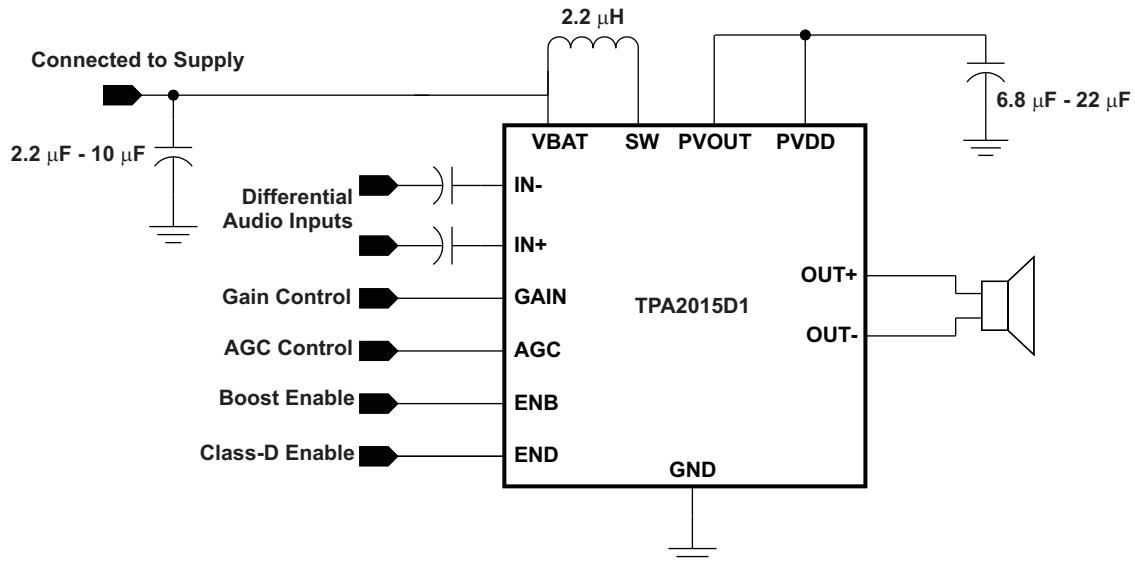 2.2 μH
Connected to Supply
6.8 μF - 22 μF
VBAT SW PVOUT PVDD
2.2 μF - 10 μF
IN-
Differential
Audio Inputs
IN+
OUT+
Gain Control
GAIN
TPA2015D1
OUT-
AGC Control
AGC
Boost Enable
ENB
Class-D Enable
END
GND